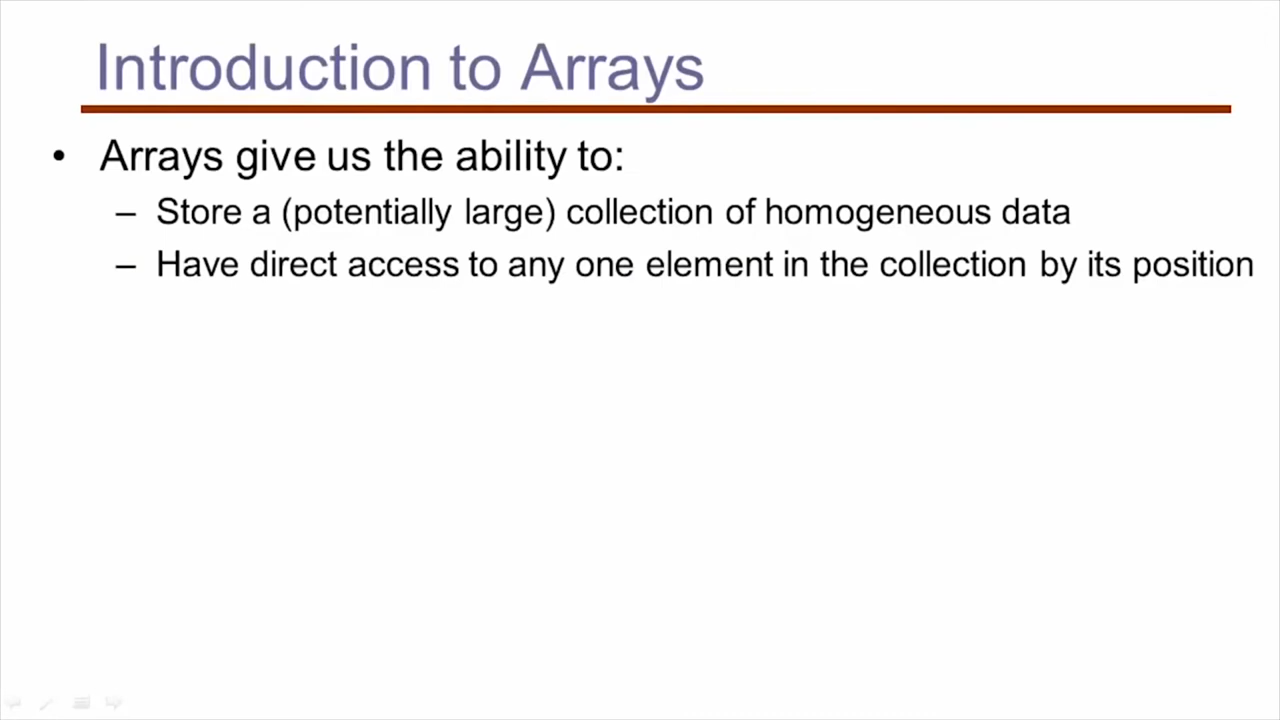 Introduction to Arrays
• Arrays give us the ability to:
– Store a (potentially large) collection of homogeneous data
– Have direct access to any one element in the collection by its position